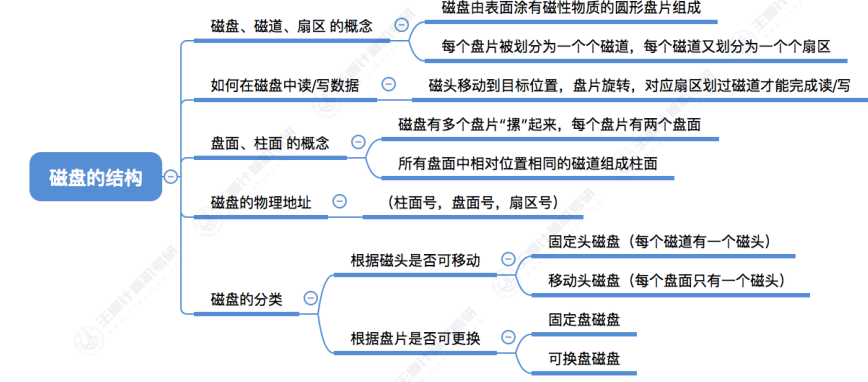 磁盘的结构
磁盘、磁道、扇区 的概念
磁盘由表面涂有磁性物质的圆形盘片组成
每个盘片被划分为一个个磁道，每个磁道又划分为一个个扇区
如何在磁盘中读/写数据
磁头移动到目标位置，盘片旋转，对应扇区划过磁道才能完成读/写
盘面、柱面 的概念
磁盘有多个盘片“摞”起来，每个盘片有两个盘面
所有盘面中相对位置相同的磁道组成柱面
磁盘的物理地址
（柱面号，盘面号，扇区号）
磁盘的分类
根据磁头是否可移动
固定头磁盘（每个磁道有一个磁头）
移动头磁盘（每个盘面只有一个磁头）
根据盘片是否可更换
固定盘磁盘
可换盘磁盘
王道计算机考研